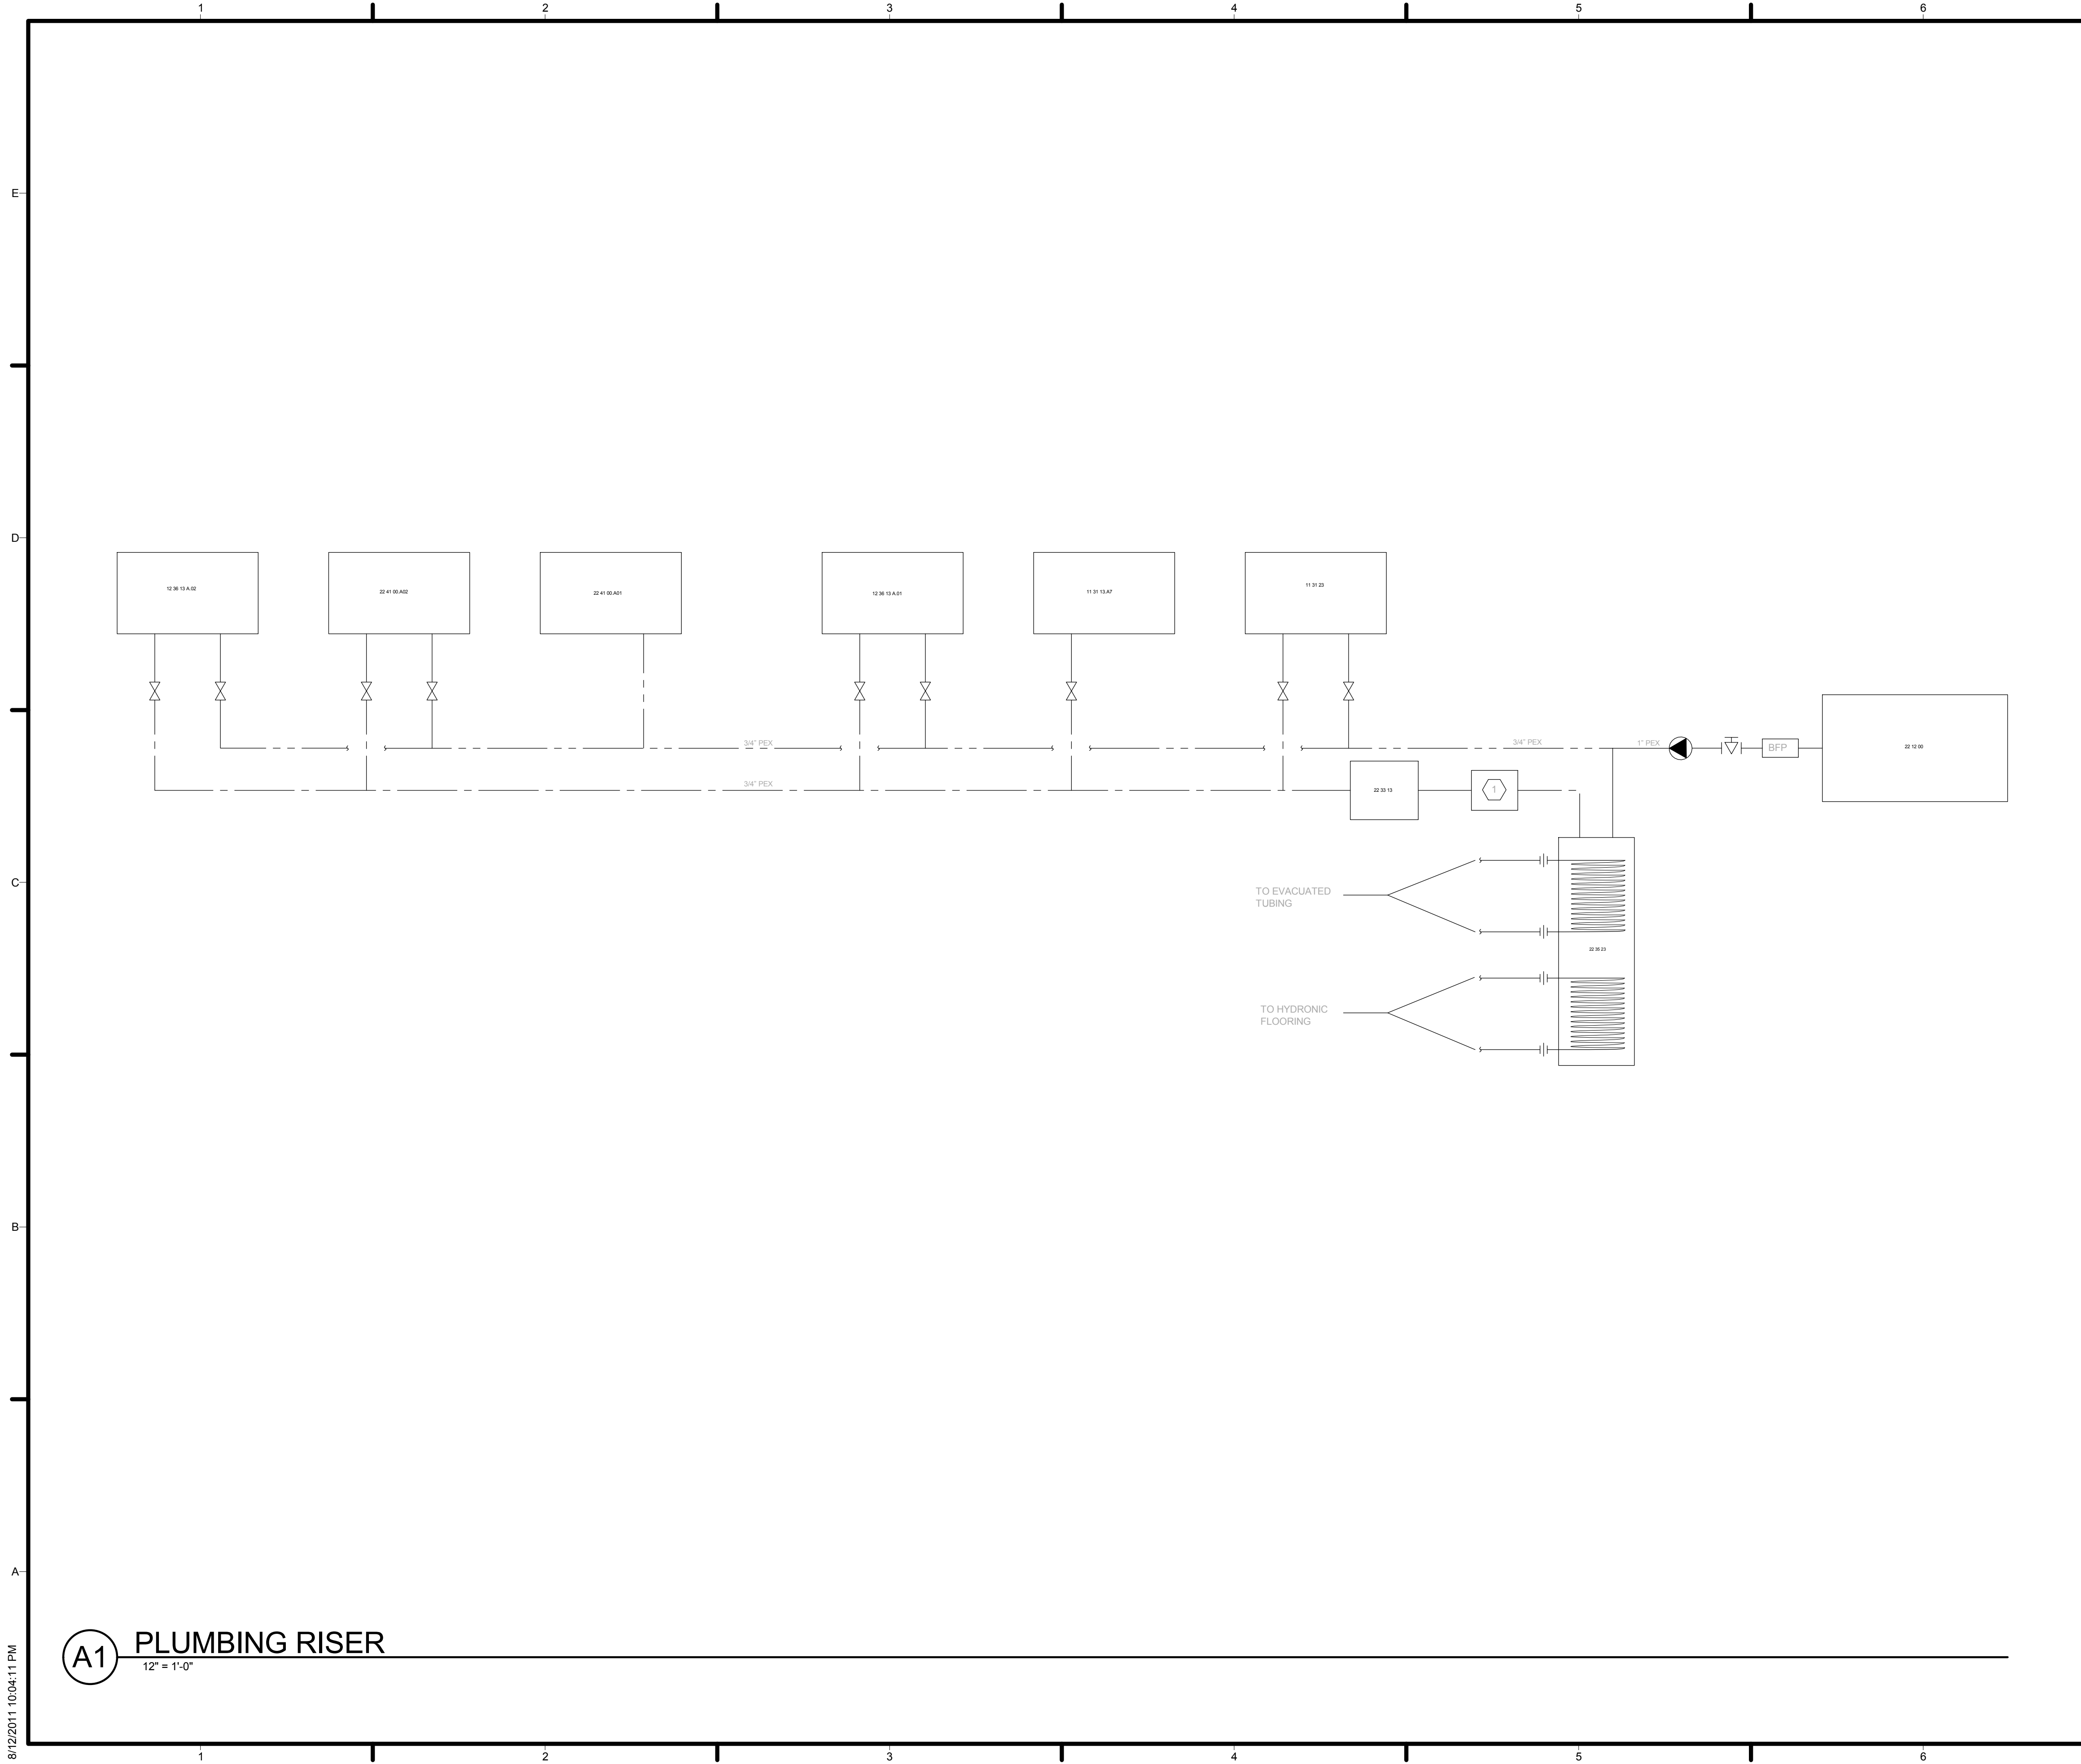 1 2 3 4 5 6
E
D
12 36 13 A.02
22 41 00.A02
22 41 00.A01
12 36 13 A.01
11 31 13.A7
11 31 23
3/4" PEX
3/4" PEX
1" PEX
BFP
22 12 00
3/4" PEX
22 33 13
1
C
TO EVACUATED
TUBING
22 35 23
TO HYDRONIC
FLOORING
B
A
A1
PLUMBING RISER
12" = 1'-0"
8/12/2011 10:04:11 PM
1 2 3 4 5 6